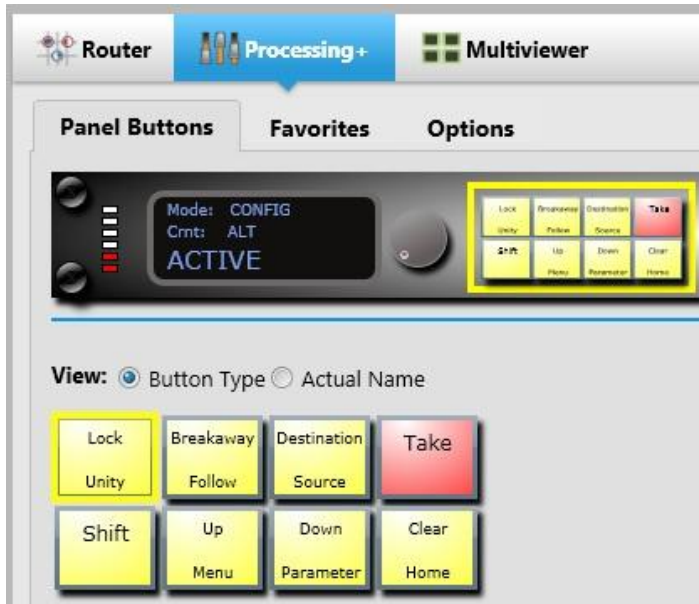 Router Processing+ Multiviewer
Panel Buttons Favorites Options
Mode: CONFIG
Crnt: ALT
ACTIVE
Lock Breakaway Destination Take
Unity Follow Source
Shift Up Down Clear
Menu Parameter Home
View: Button Type Actual Name
Lock Breakaway Destination Take
Unity Follow Source
Shift Up Down Clear
Menu Parameter Home